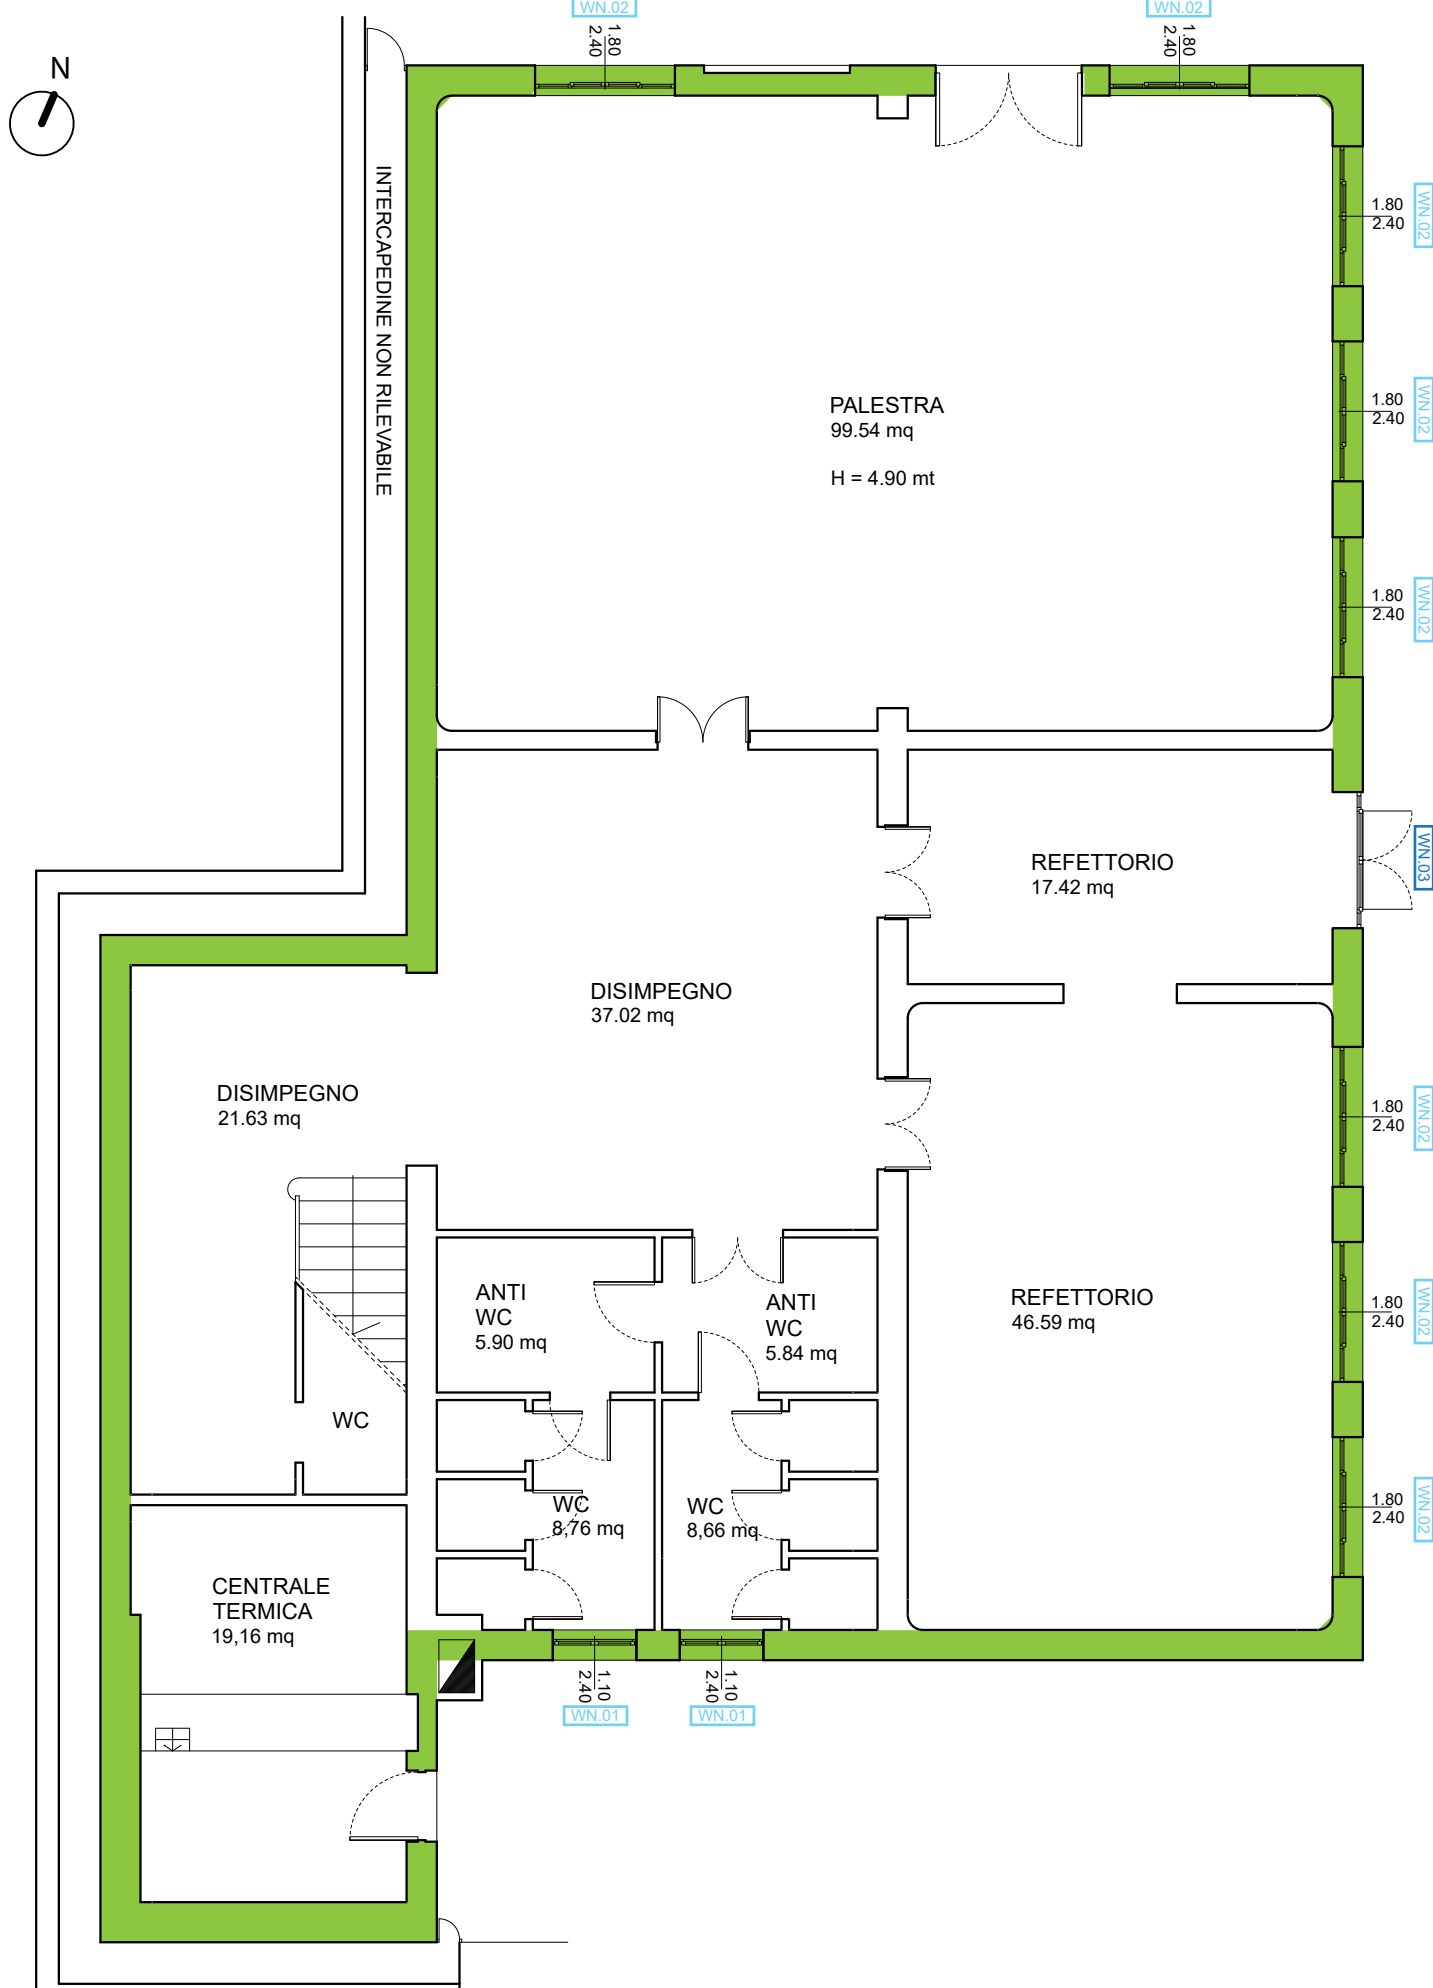 WN.02
WN.02
1.80
2.40
1.80
2.40
N
INTERCAPEDINE NON RILEVABILE
1.80
2.40
WN.02
PALESTRA
99.54 mq
H = 4.90 mt
1.80
2.40
WN.02
1.80
2.40
WN.02
REFETTORIO
17.42 mq
WN.03
DISIMPEGNO
37.02 mq
DISIMPEGNO
21.63 mq
1.80
2.40
WN.02
ANTI
WC
5.90 mq
ANTI
WC
5.84 mq
REFETTORIO
46.59 mq
1.80
2.40
WN.02
WC
WC
8,76 mq
WC
8,66 mq
1.80
2.40
WN.02
CENTRALE
TERMICA
19,16 mq
1.10
2.40
WN.01
1.10
2.40
WN.01